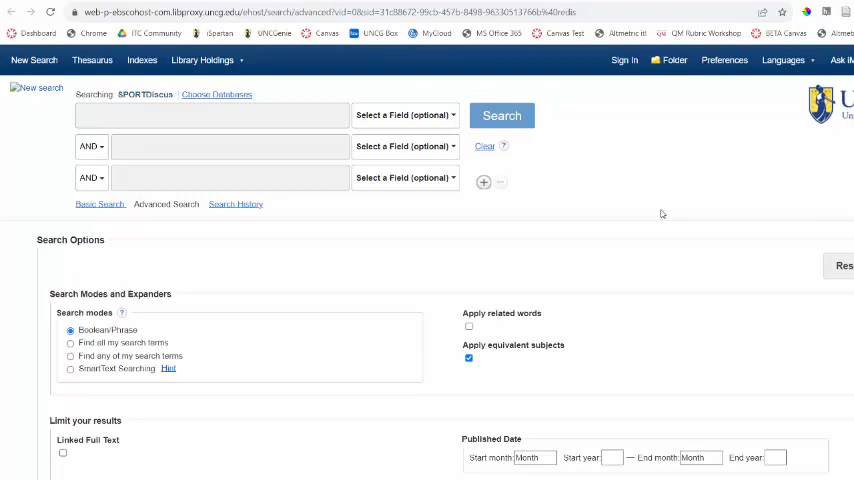 web-p-ebscohost-com.libproxy.uncg.edu/ehost/search/advanced?vid=0&sid=31c88672-99cb-457b-8498-96330513766b%40redis
Dashboard Chrome ITC Community iSpartan UNCGenie Canvas UNCG Box MyCloud MS Office 365 Canvas Test Altmetric it! QM Rubric Workshop BETA Canvas Altme
New Search Thesaurus Indexes Library Holdings Sign In Folder Preferences Languages Ask iM
New search
Searching: SPORTDiscus Choose Databases
Select a Field (optional) Search
AND Select a Field (optional) Clear ?
AND Select a Field (optional)
Basic Search Advanced Search Search History
U
Uni
Search Options
Res
Search Modes and Expanders
Search modes ?
Boolean/Phrase
Find all my search terms
Find any of my search terms
SmartText Searching Hint
Apply related words
Apply equivalent subjects
Limit your results
Linked Full Text
Published Date
Start month: Month Start year: — End month: Month End year: